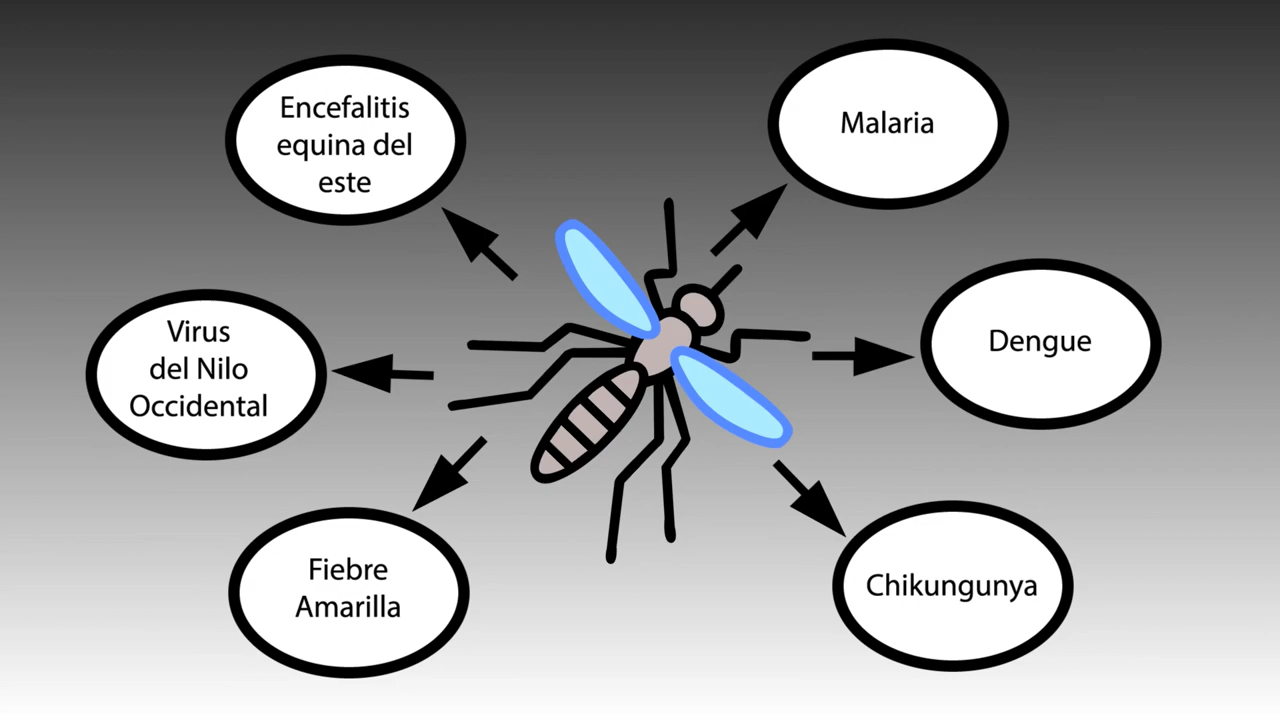 Encefalitis
equina del
este
Malaria
Virus
del Nilo
Occidental
Dengue
Fiebre
Amarilla
Chikungunya